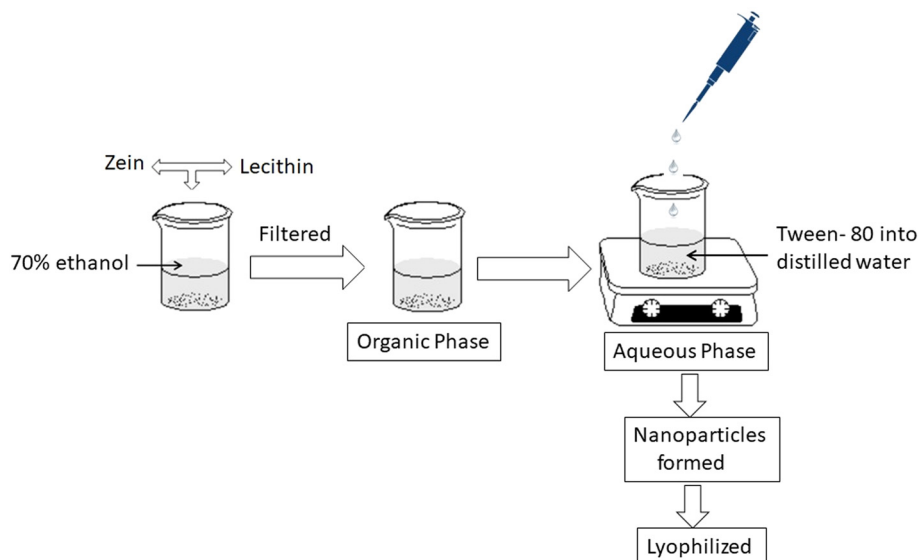 Zein
Lecithin
70% ethanol
Filtered
Organic Phase
Tween- 80 into
distilled water
Aqueous Phase
Nanoparticles
formed
Lyophilized